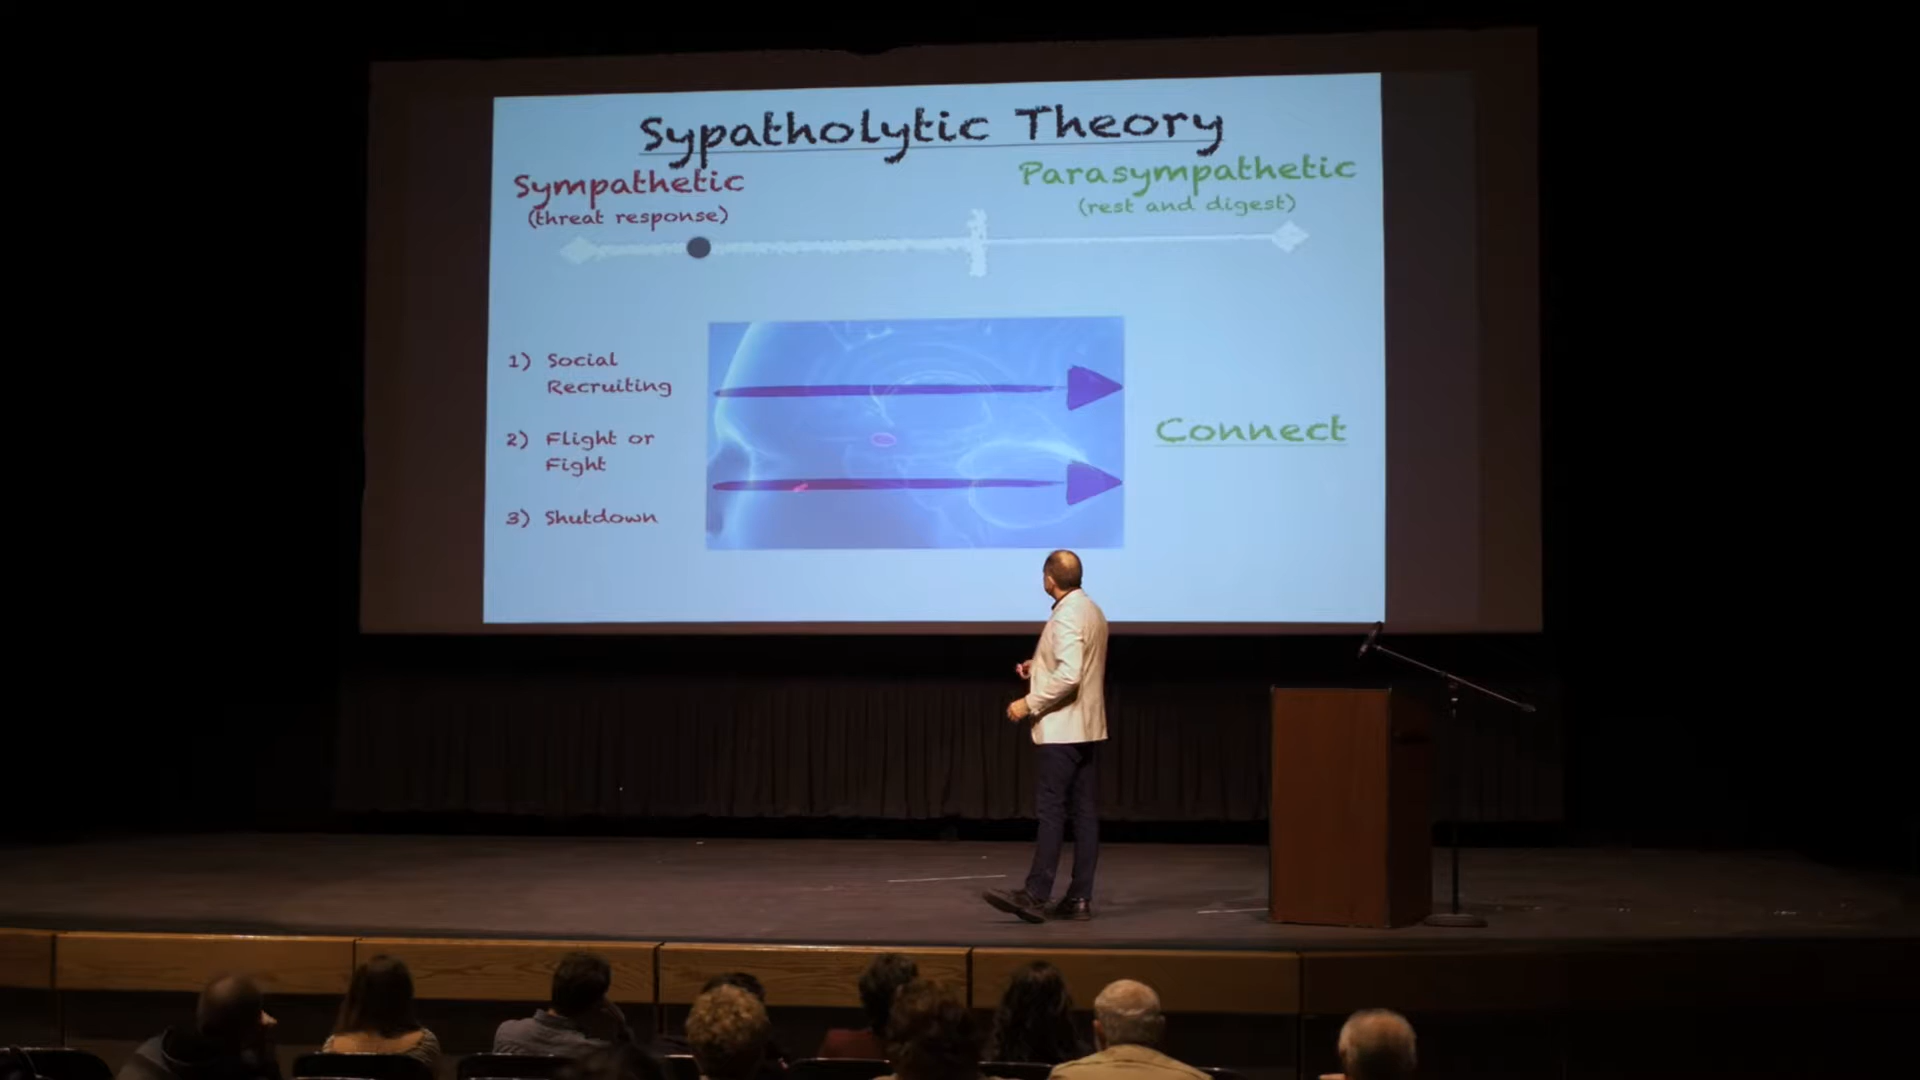 Sypatholytic Theory
Sympathetic
(threat response)
Parasympathetic
(rest and digest)
1) Social
Recruiting
2) Flight or
Fight
3) Shutdown
Connect